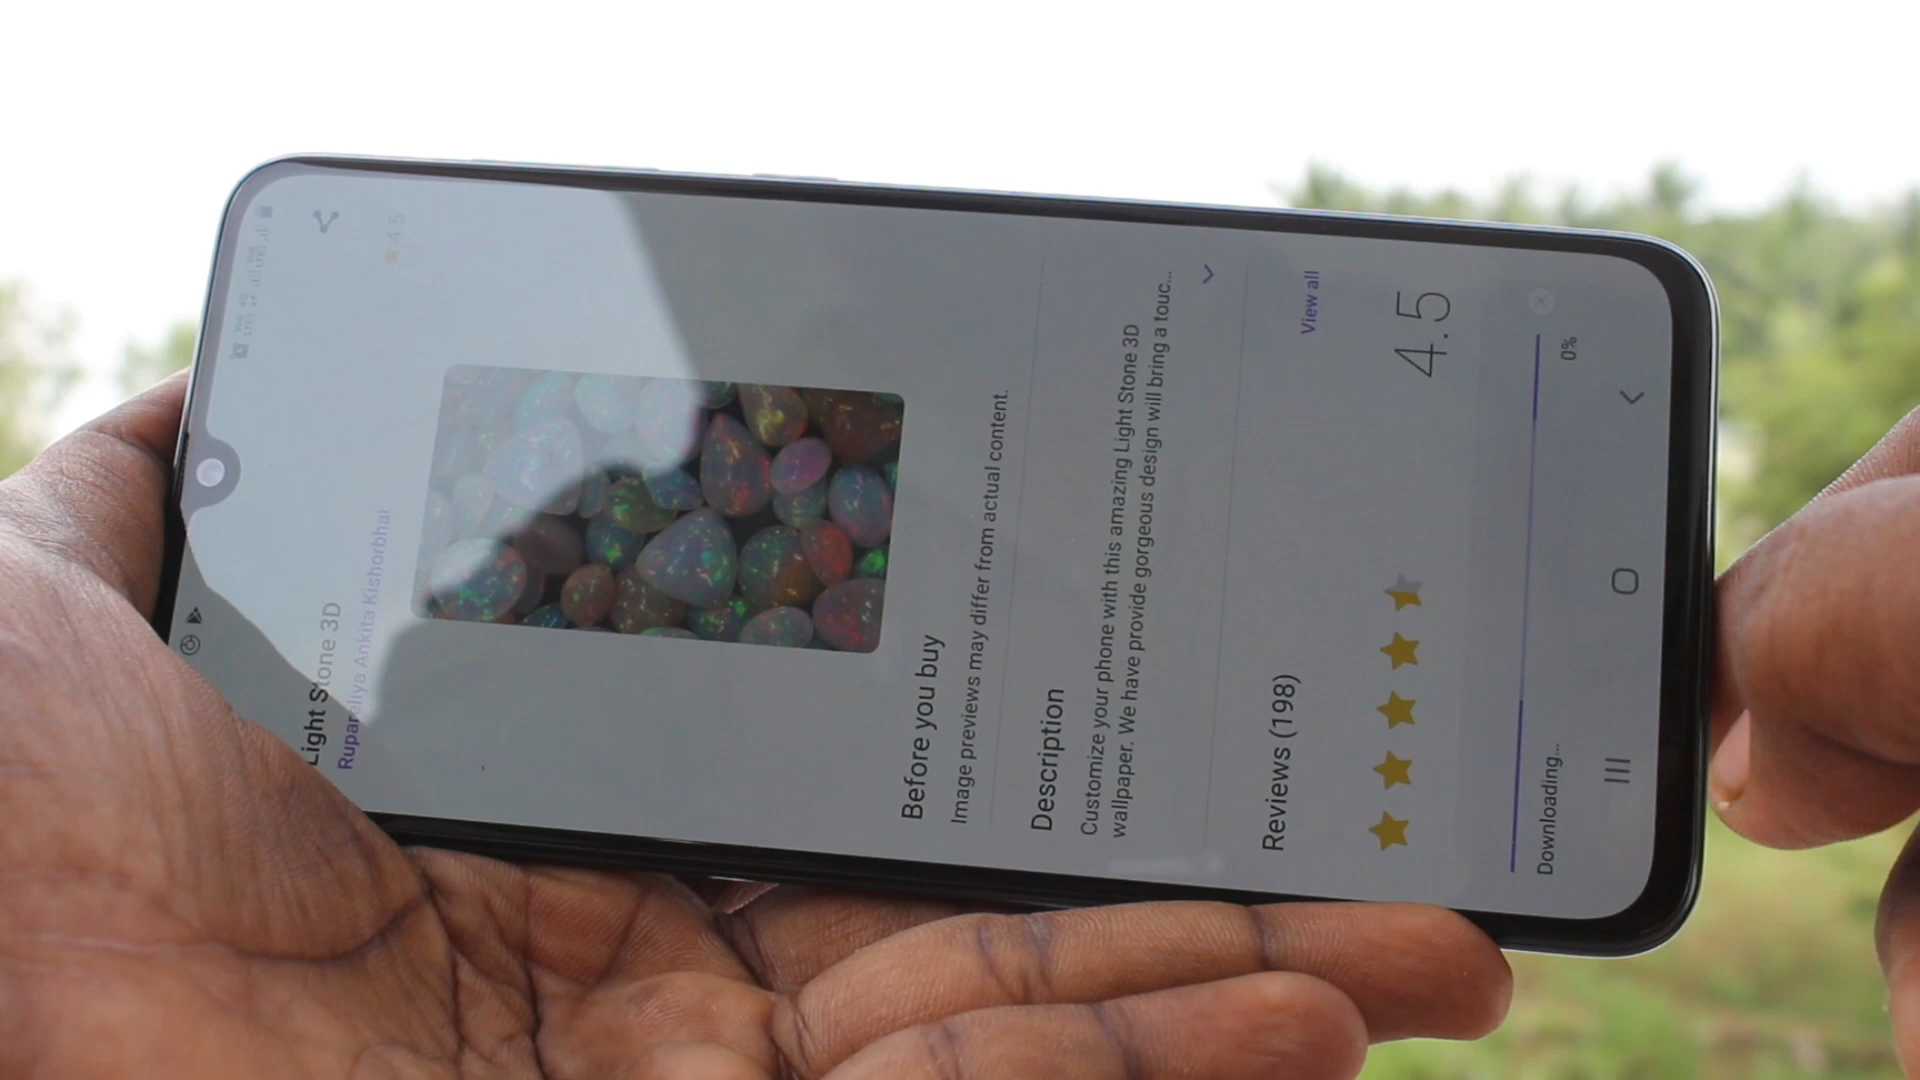 Light Stone 3D
Rupareliya Ankita Kishorbhai
4.5
Before you buy
Image previews may differ from actual content.
Description
Customize your phone with this amazing Light Stone 3D
wallpaper. We have provide gorgeous design will bring a touc...
Reviews (198)
View all
4.5
Downloading...
0%